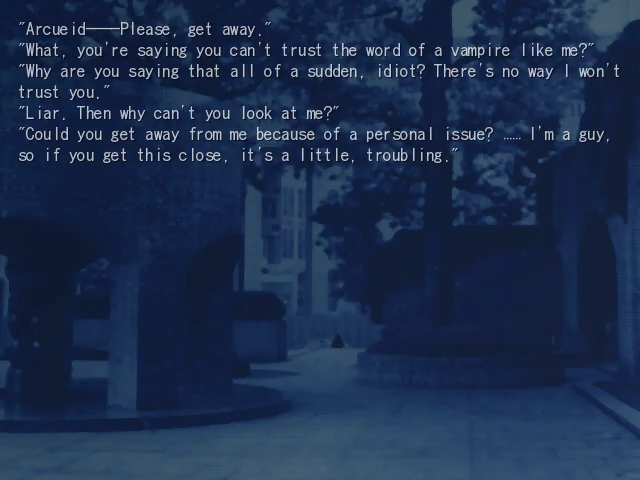 "Arcueid――Please, get away."
"What, you're saying you can't trust the word of a vampire like me?"
"Why are you saying that all of a sudden, idiot? There's no way I won't
trust you."
"Liar. Then why can't you look at me?"
"Could you get away from me because of a personal issue? …… I'm a guy,
so if you get this close, it's a little, troubling."